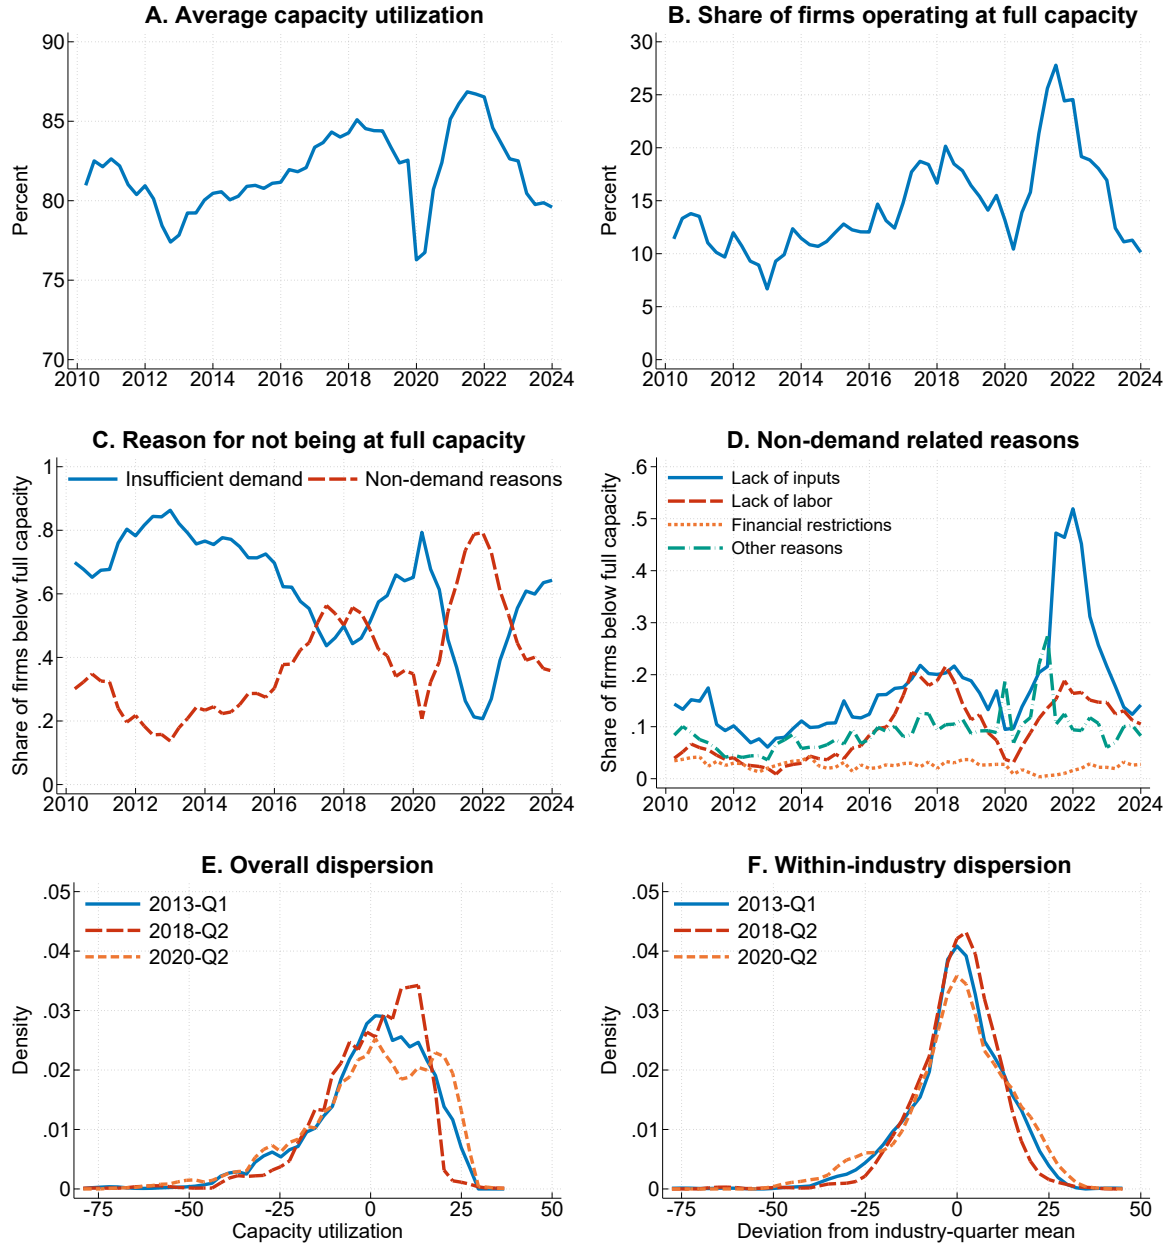 A. Average capacity utilization
Percent
90
85
80
75
70
2010 2012 2014 2016 2018 2020 2022 2024
B. Share of firms operating at full capacity
Percent
30
25
20
15
10
5
0
2010 2012 2014 2016 2018 2020 2022 2024
C. Reason for not being at full capacity
Share of firms below full capacity
1
.8
.6
.4
.2
0
Insufficient demand
Non-demand reasons
2010 2012 2014 2016 2018 2020 2022 2024
D. Non-demand related reasons
Share of firms below full capacity
.6
.5
.4
.3
.2
.1
0
Lack of inputs
Lack of labor
Financial restrictions
Other reasons
2010 2012 2014 2016 2018 2020 2022 2024
E. Overall dispersion
Density
.05
.04
.03
.02
.01
0
2013-Q1
2018-Q2
2020-Q2
-75 -50 -25 0 25 50
Capacity utilization
F. Within-industry dispersion
Density
.05
.04
.03
.02
.01
0
2013-Q1
2018-Q2
2020-Q2
-75 -50 -25 0 25 50
Deviation from industry-quarter mean